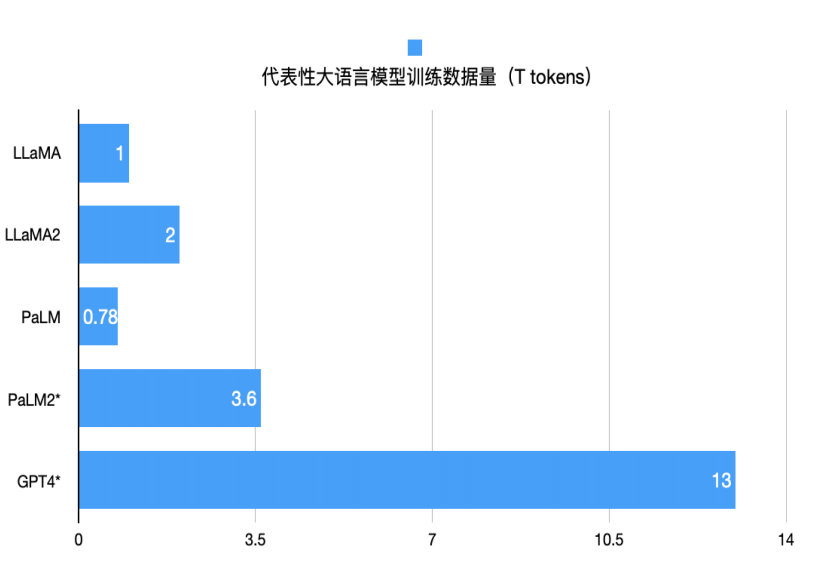 代表性大语言模型训练数据量（T tokens）
LLaMA 1
LLaMA2 2
PaLM 0.78
PaLM2* 3.6
GPT4* 13
0 3.5 7 10.5 14